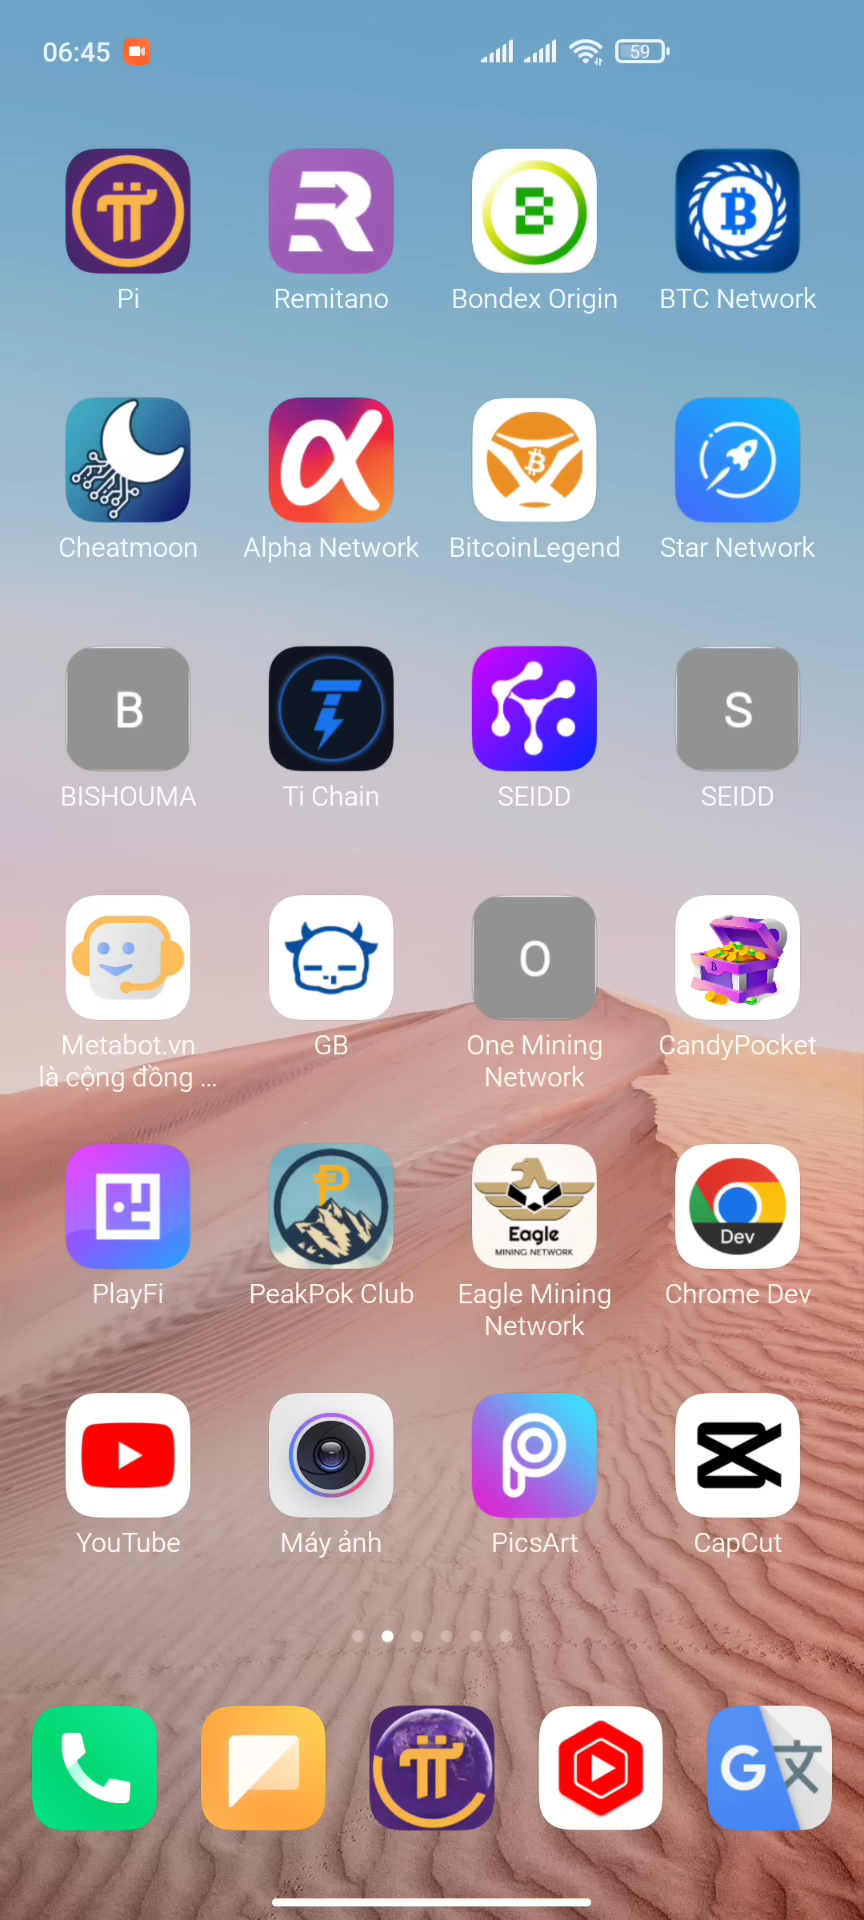 06:45
59
Pi
Remitano
Bondex Origin
BTC Network
Cheatmoon
Alpha Network
BitcoinLegend
Star Network
B
S
BISHOUMA
Ti Chain
SEIDD
SEIDD
O
Metabot.vn
là cộng đồng ...
GB
One Mining
Network
CandyPocket
Eagle
MINING NETWORK
Dev
PlayFi
PeakPok Club
Eagle Mining
Network
Chrome Dev
YouTube
Máy ảnh
PicsArt
CapCut
G 文